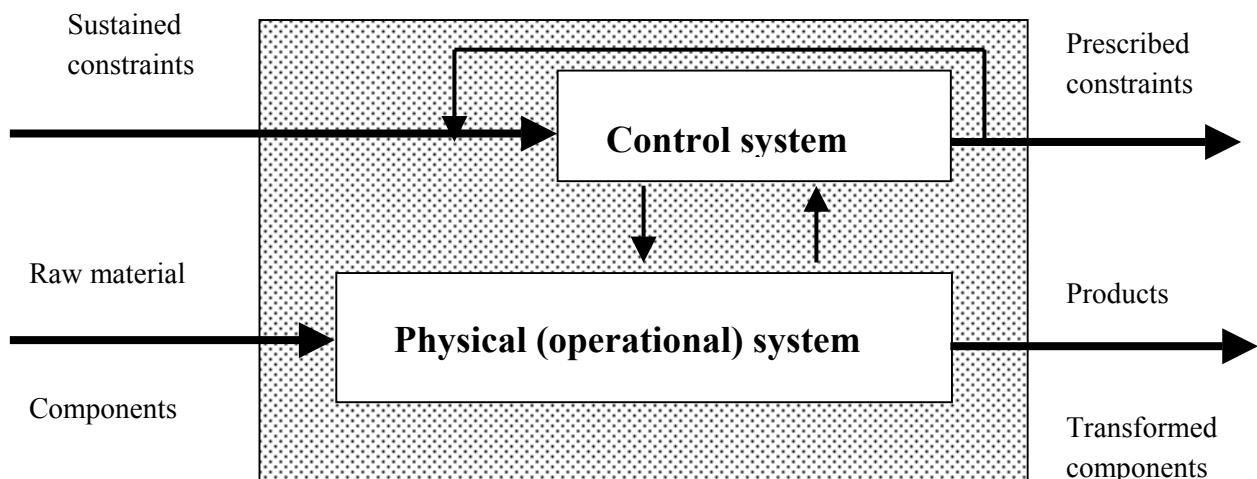 Sustained
constraints
Prescribed
constraints
Control system
Raw material
Products
Physical (operational) system
Components
Transformed
components